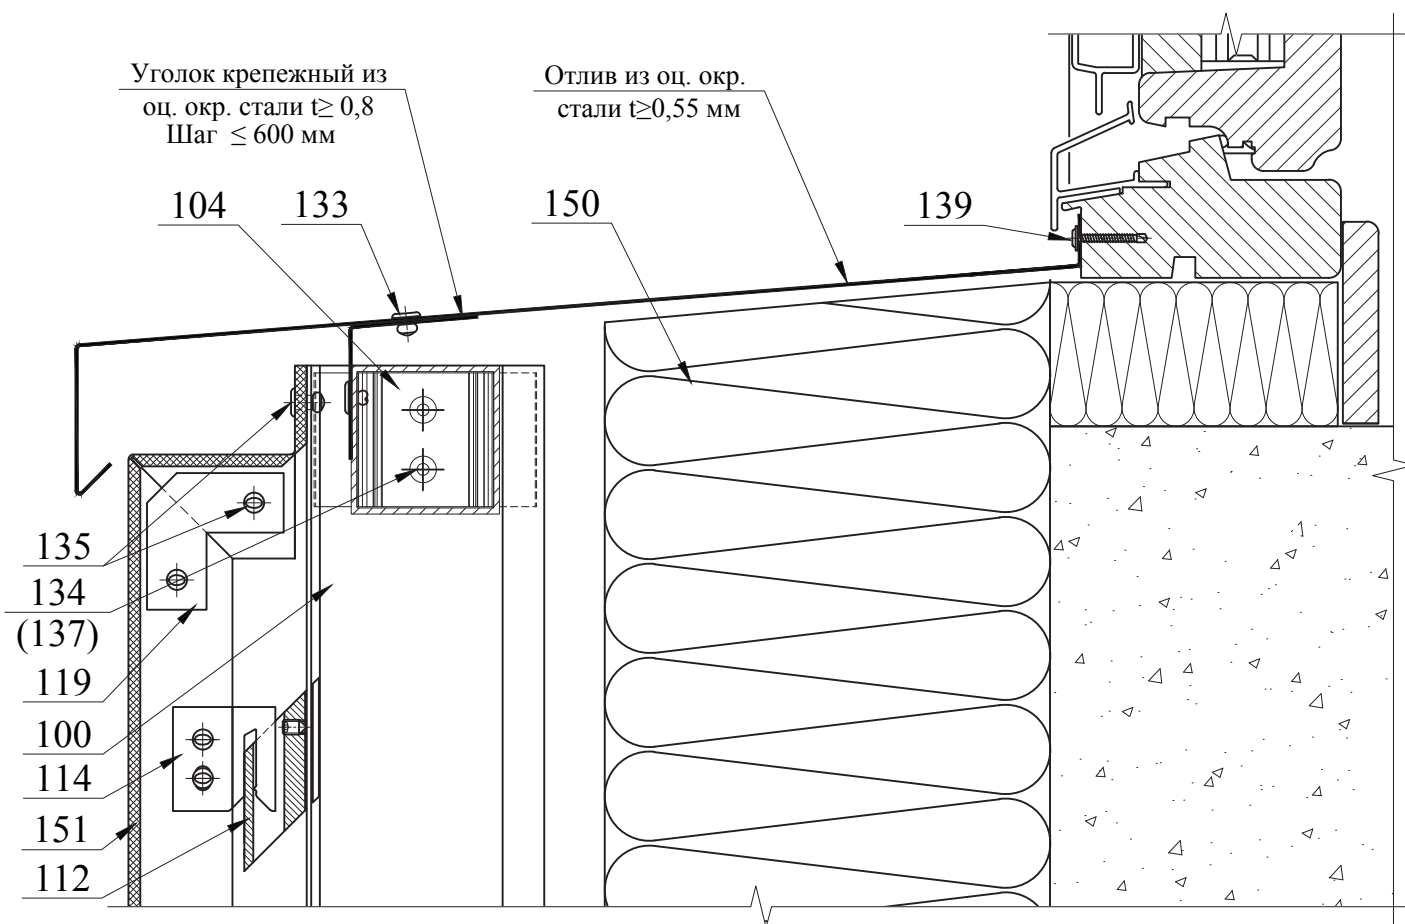 Уголок крепежный из
оц. окр. стали t≥ 0,8
Шаг ≤ 600 мм
Отлив из оц. окр.
стали t≥0,55 мм
104
133
150
139
135
134
(137)
119
100
114
151
112